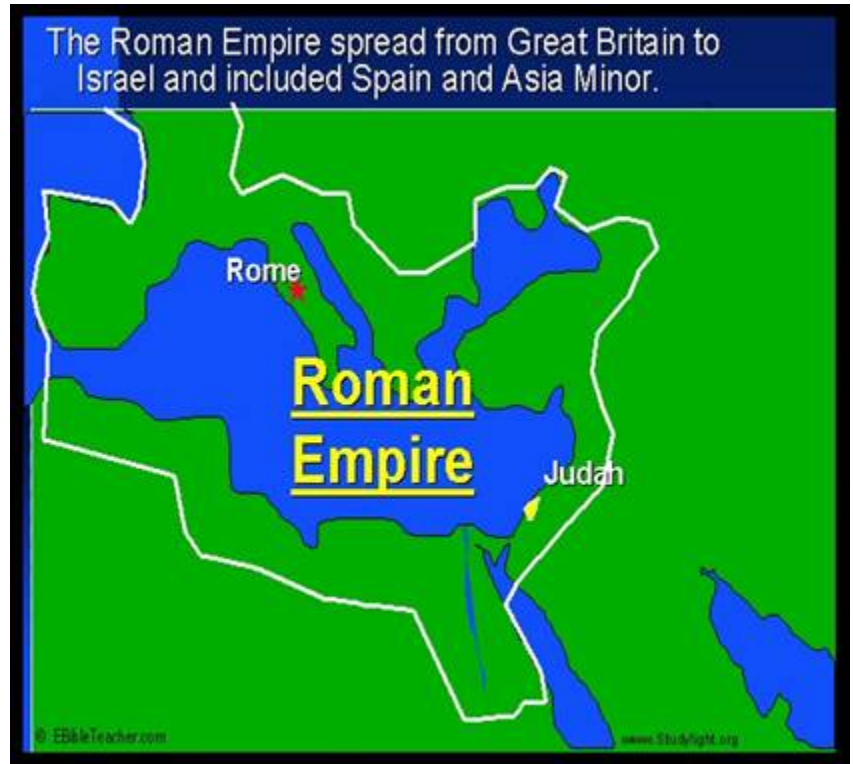 The Roman Empire spread from Great Britain to
Israel and included Spain and Asia Minor.
Rome
Roman
Empire
Judah
© EBibleTeacher.com
www.Studylight.org